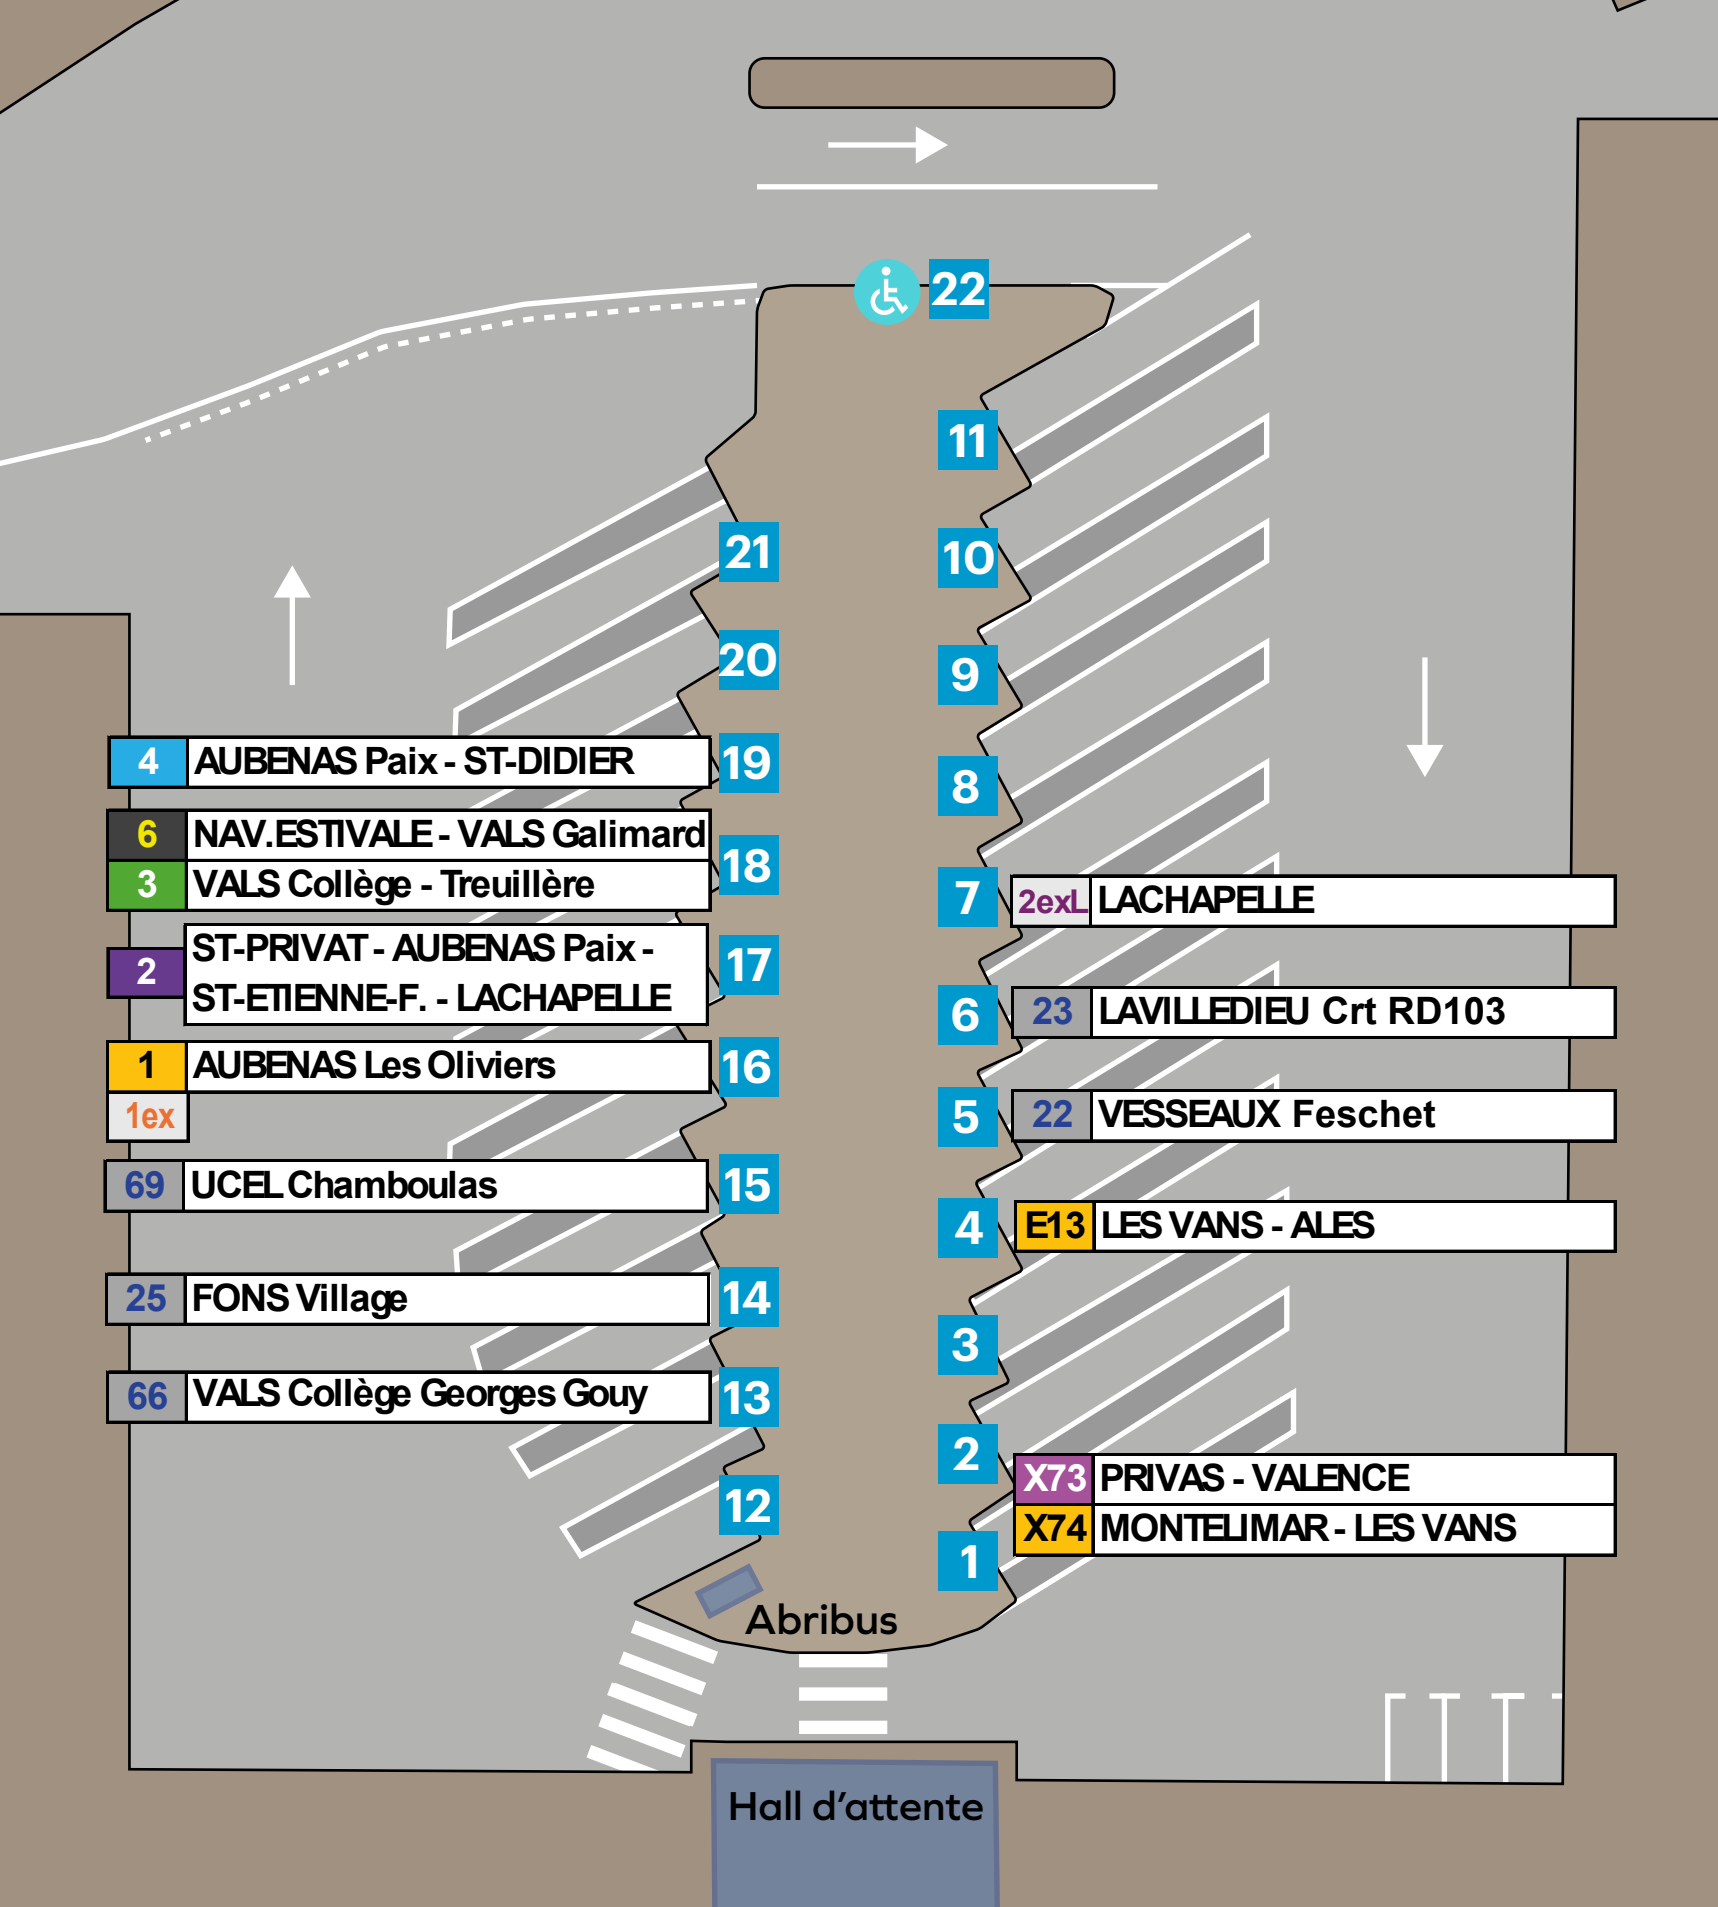 22
11
21
10
20
9
4 AUBENAS Paix - ST-DIDIER 19
8
6 NAV.ESTIVALE - VALS Galimard
3 VALS Collège - Treuillère
18
7 2exL LACHAPELLE
2 ST-PRIVAT - AUBENAS Paix -
ST-ETIENNE-F. - LACHAPELLE
17
6 23 LAVILLEDIEU Crt RD103
1 AUBENAS Les Oliviers 16
1ex
5 22 VESSEAUX Feschet
69 UCEL Chamboulas 15
4 E13 LES VANS - ALES
25 FONS Village 14
3
66 VALS Collège Georges Gouy 13
2
X73 PRIVAS - VALENCE
12
X74 MONTELIMAR - LES VANS
1
Abribus
Hall d'attente